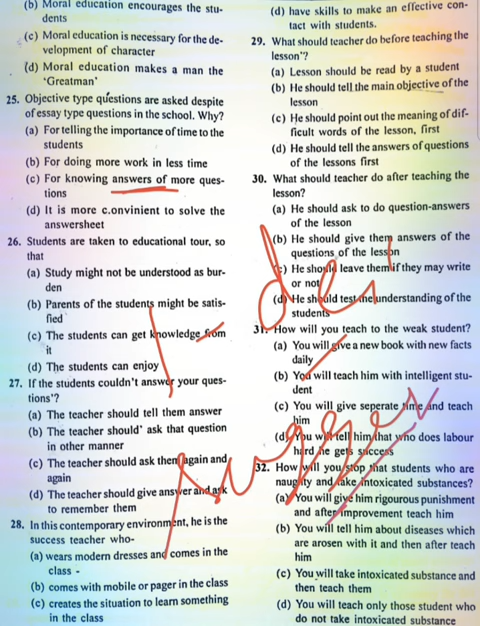 (b) Moral education encourages the stu-
dents
(c) Moral education is necessary for the de-
velopment of character
(d) Moral education makes a man the
'Greatman'
25. Objective type questions are asked despite
of essay type questions in the school. Why?
(a) For telling the importance of time to the
students
(b) For doing more work in less time
(c) For knowing answers of more ques-
tions
(d) It is more c.onvinient to solve the
answersheet
26. Students are taken to educational tour, so
that
(a) Study might not be understood as bur-
den
(b) Parents of the students might be satis-
fied
(c) The students can get knowledge from
it
(d) The students can enjoy
27. If the students couldn't answer your ques-
tions'?
(a) The teacher should tell them answer
(b) The teacher should' ask that question
in other manner
(c) The teacher should ask then again and
again
(d) The teacher should give answer and ask
to remember them
28. In this contemporary environment, he is the
success teacher who-
(a) wears modern dresses and comes in the
class -
(b) comes with mobile or pager in the class
(c) creates the situation to learn something
in the class
(d) have skills to make an effective con-
tact with students.
29. What should teacher do before teaching the
lesson'?
(a) Lesson should be read by a student
(b) He should tell the main objective of the
lesson
(c) He should point out the meaning of dif-
ficult words of the lesson, first
(d) He should tell the answers of questions
of the lessons first
30. What should teacher do after teaching the
lesson?
(a) He should ask to do question-answers
of the lesson
(b) He should give them answers of the
questions of the lesson
(c) He should leave them if they may write
or not
(d) He should test the understanding of the
students
31. How will you teach to the weak student?
(a) You will give a new book with new facts
daily
(b) You will teach him with intelligent stu-
dent
(c) You will give seperate time and teach
him
(d) You will tell him that who does labour
hard he gets success
32. How will you stop that students who are
naughty and take intoxicated substances?
(a) You will give him rigourous punishment
and after improvement teach him
(b) You will tell him about diseases which
are arosen with it and then after teach
him
(c) You will take intoxicated substance and
then teach them
(d) You will teach only those student who
do not take intoxicated substance